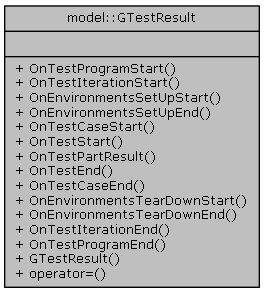 model::GTestResult
+ OnTestProgramStart()
+ OnTestIterationStart()
+ OnEnvironmentsSetUpStart()
+ OnEnvironmentsSetUpEnd()
+ OnTestCaseStart()
+ OnTestStart()
+ OnTestPartResult()
+ OnTestEnd()
+ OnTestCaseEnd()
+ OnEnvironmentsTearDownStart()
+ OnEnvironmentsTearDownEnd()
+ OnTestIterationEnd()
+ OnTestProgramEnd()
+ GTestResult()
+ operator=()